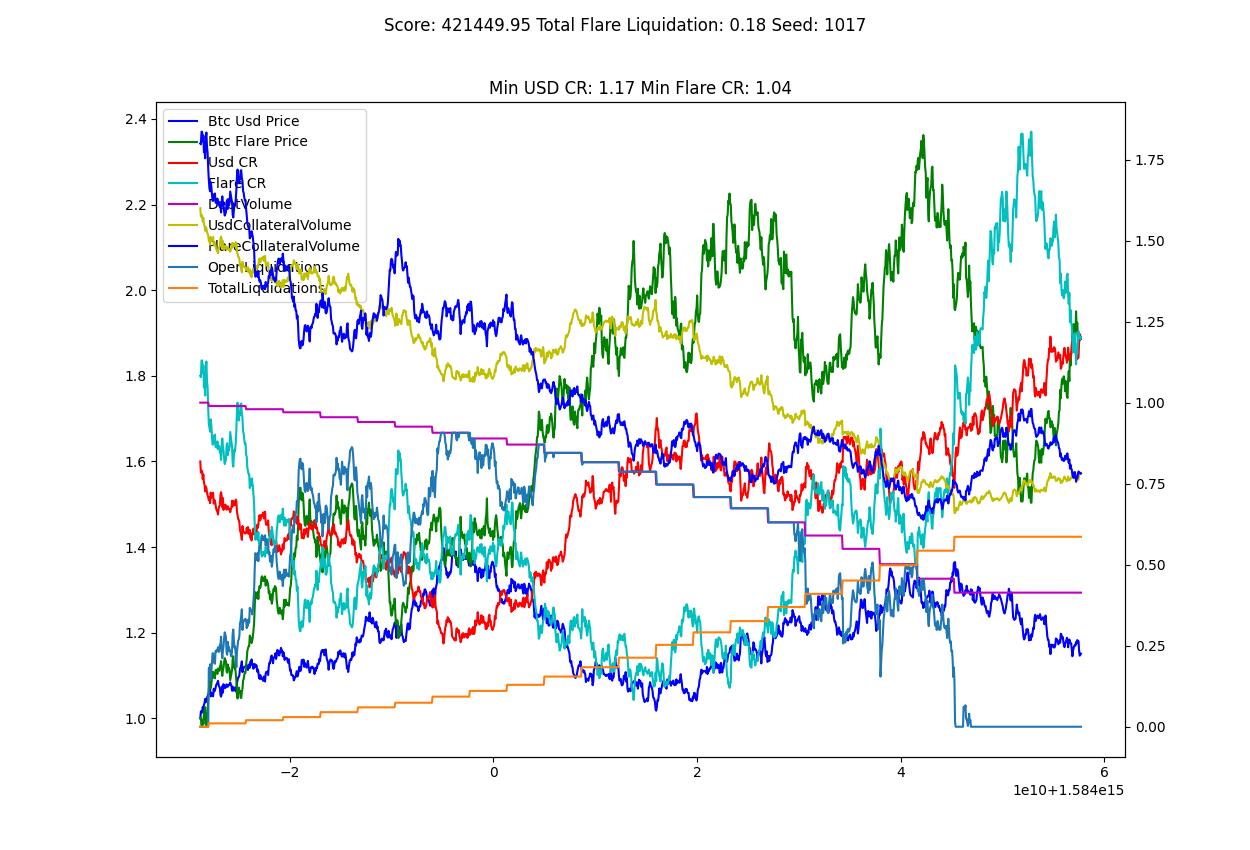 Score: 421449.95 Total Flare Liquidation: 0.18 Seed: 1017
Min USD CR: 1.17 Min Flare CR: 1.04
Btc Usd Price
Btc Flare Price
Usd CR
Flare CR
DebtVolume
UsdCollateralVolume
FlareCollateralVolume
OpenLiquidations
TotalLiquidations
2.4
2.2
2.0
1.8
1.6
1.4
1.2
1.0
1.75
1.50
1.25
1.00
0.75
0.50
0.25
0.00
−2 0 2 4 6
1e10+1.584e15